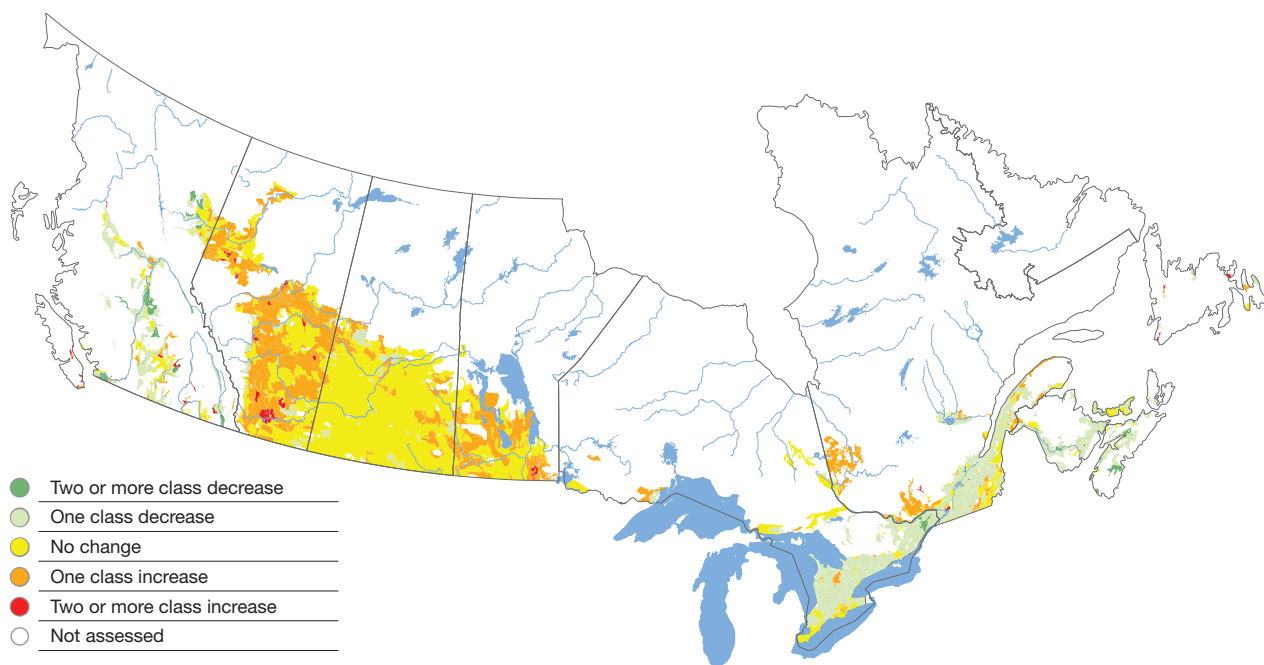 Two or more class decrease
One class decrease
No change
One class increase
Two or more class increase
Not assessed